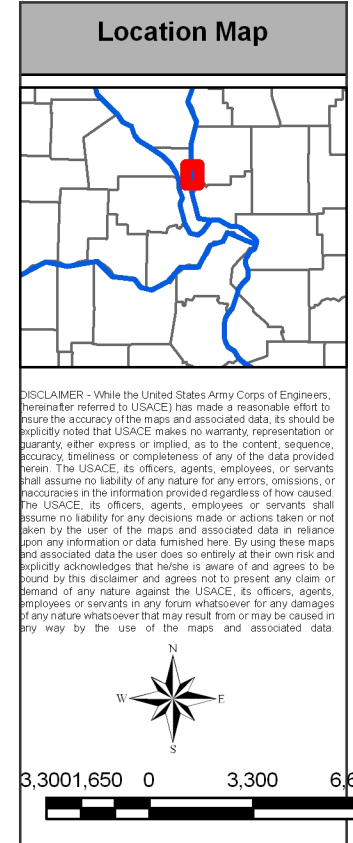 Location Map
DISCLAIMER - While the United States Army Corps of Engineers,
(hereinafter referred to USACE) has made a reasonable effort to
insure the accuracy of the maps and associated data, its should be
explicitly noted that USACE makes no warranty, representation or
guaranty, either express or implied, as to the content, sequence,
accuracy, timeliness or completeness of any of the data provided
herein. The USACE, its officers, agents, employees, or servants
shall assume no liability of any nature for any errors, omissions, or
inaccuracies in the information provided regardless of how caused.
The USACE, its officers, agents, employees or servants shall
assume no liability for any decisions made or actions taken or not
taken by the user of the maps and associated data in reliance
upon any information or data furnished here. By using these maps
and associated data the user does so entirely at their own risk and
explicitly acknowledges that he/she is aware of and agrees to be
bound by this disclaimer and agrees not to present any claim or
demand of any nature against the USACE, its officers, agents,
employees or servants in any forum whatsoever for any damages
of any nature whatsoever that may result from or may be caused in
any way by the use of the maps and associated data.
N
W E
S
3,300 1,650 0 3,300